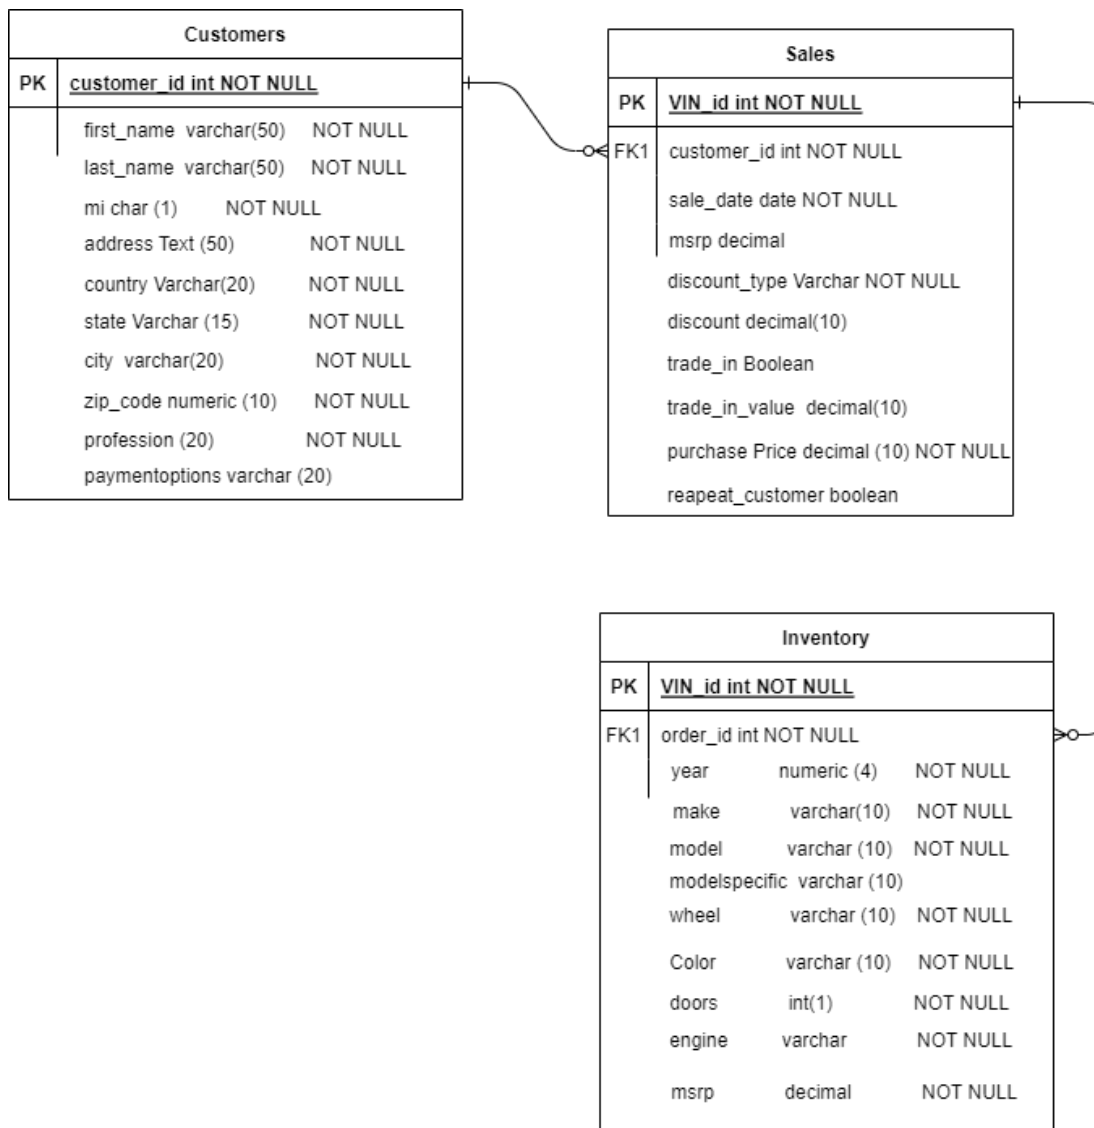 Customers
PK customer_id int NOT NULL
first_name varchar(50) NOT NULL
last_name varchar(50) NOT NULL
mi char (1) NOT NULL
address Text (50) NOT NULL
country Varchar(20) NOT NULL
state Varchar (15) NOT NULL
city varchar(20) NOT NULL
zip_code numeric (10) NOT NULL
profession (20) NOT NULL
paymentoptions varchar (20)
Sales
PK VIN_id int NOT NULL
FK1 customer_id int NOT NULL
sale_date date NOT NULL
msrp decimal
discount_type Varchar NOT NULL
discount decimal(10)
trade_in Boolean
trade_in_value decimal(10)
purchase Price decimal (10) NOT NULL
reapeat_customer boolean
Inventory
PK VIN_id int NOT NULL
FK1 order_id int NOT NULL
year numeric (4) NOT NULL
make varchar(10) NOT NULL
model varchar (10) NOT NULL
modelspecific varchar (10)
wheel varchar (10) NOT NULL
Color varchar (10) NOT NULL
doors int(1) NOT NULL
engine varchar NOT NULL
msrp decimal NOT NULL